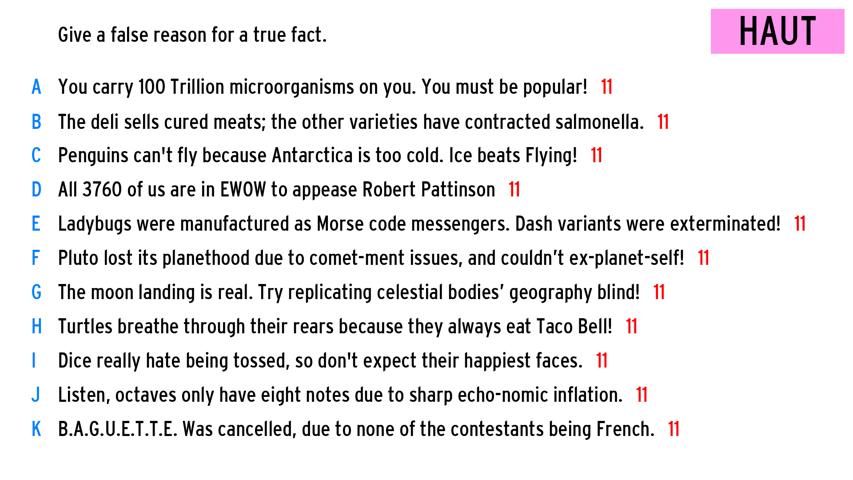 Give a false reason for a true fact.
HAUT
A You carry 100 Trillion microorganisms on you. You must be popular! 11
B The deli sells cured meats; the other varieties have contracted salmonella. 11
C Penguins can't fly because Antarctica is too cold. Ice beats Flying! 11
D All 3760 of us are in EWOW to appease Robert Pattinson 11
E Ladybugs were manufactured as Morse code messengers. Dash variants were exterminated! 11
F Pluto lost its planethood due to comet-ment issues, and couldn’t ex-planet-self! 11
G The moon landing is real. Try replicating celestial bodies’ geography blind! 11
H Turtles breathe through their rears because they always eat Taco Bell! 11
I Dice really hate being tossed, so don't expect their happiest faces. 11
J Listen, octaves only have eight notes due to sharp echo-nomic inflation. 11
K B.A.G.U.E.T.T.E. Was cancelled, due to none of the contestants being French. 11